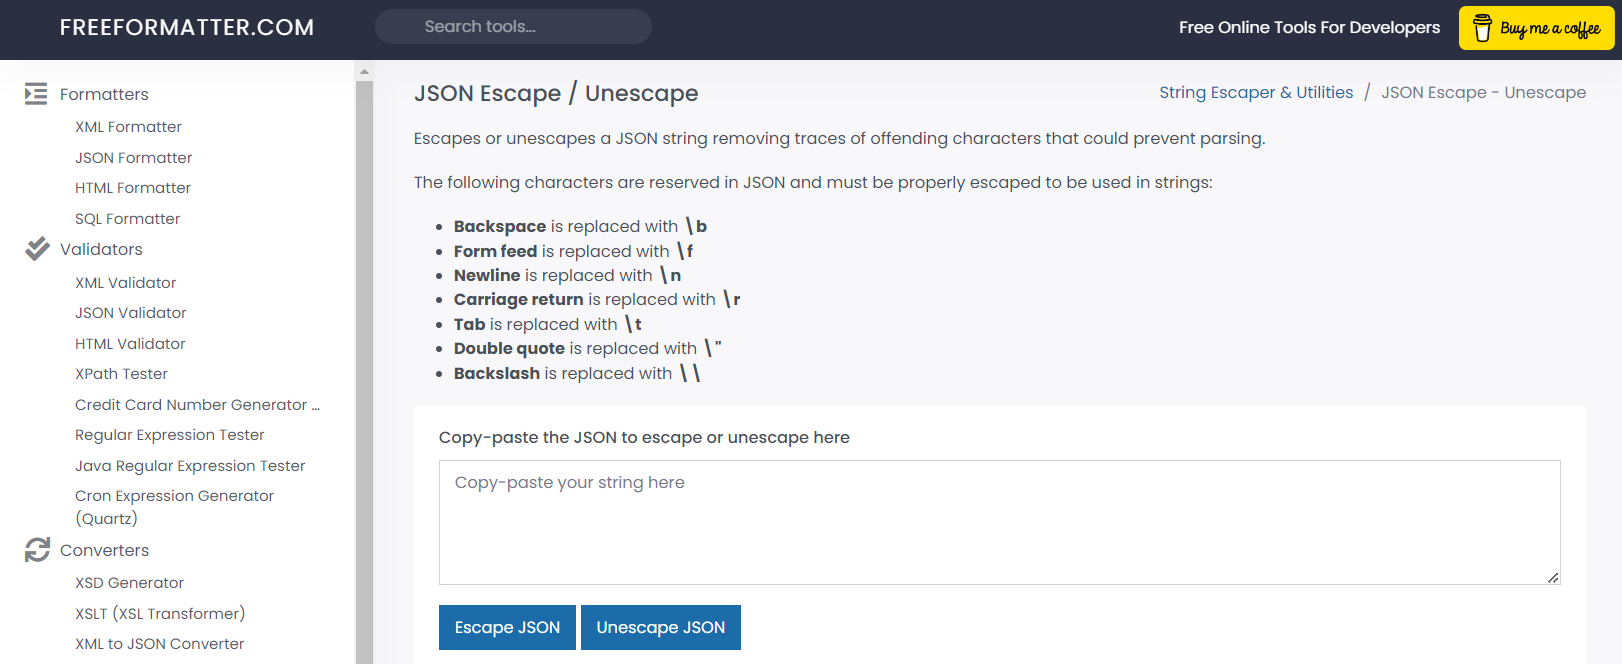 FREEFORMATTER.COM
Search tools...
Free Online Tools For Developers
Buy me a coffee
Formatters
XML Formatter
JSON Formatter
HTML Formatter
SQL Formatter
Validators
XML Validator
JSON Validator
HTML Validator
XPath Tester
Credit Card Number Generator ...
Regular Expression Tester
Java Regular Expression Tester
Cron Expression Generator
(Quartz)
Converters
XSD Generator
XSLT (XSL Transformer)
XML to JSON Converter
JSON Escape / Unescape
String Escaper & Utilities / JSON Escape - Unescape
Escapes or unescapes a JSON string removing traces of offending characters that could prevent parsing.
The following characters are reserved in JSON and must be properly escaped to be used in strings:
Backspace is replaced with \b
Form feed is replaced with \f
Newline is replaced with \n
Carriage return is replaced with \r
Tab is replaced with \t
Double quote is replaced with \"
Backslash is replaced with \\
Copy-paste the JSON to escape or unescape here
Copy-paste your string here
Escape JSON
Unescape JSON